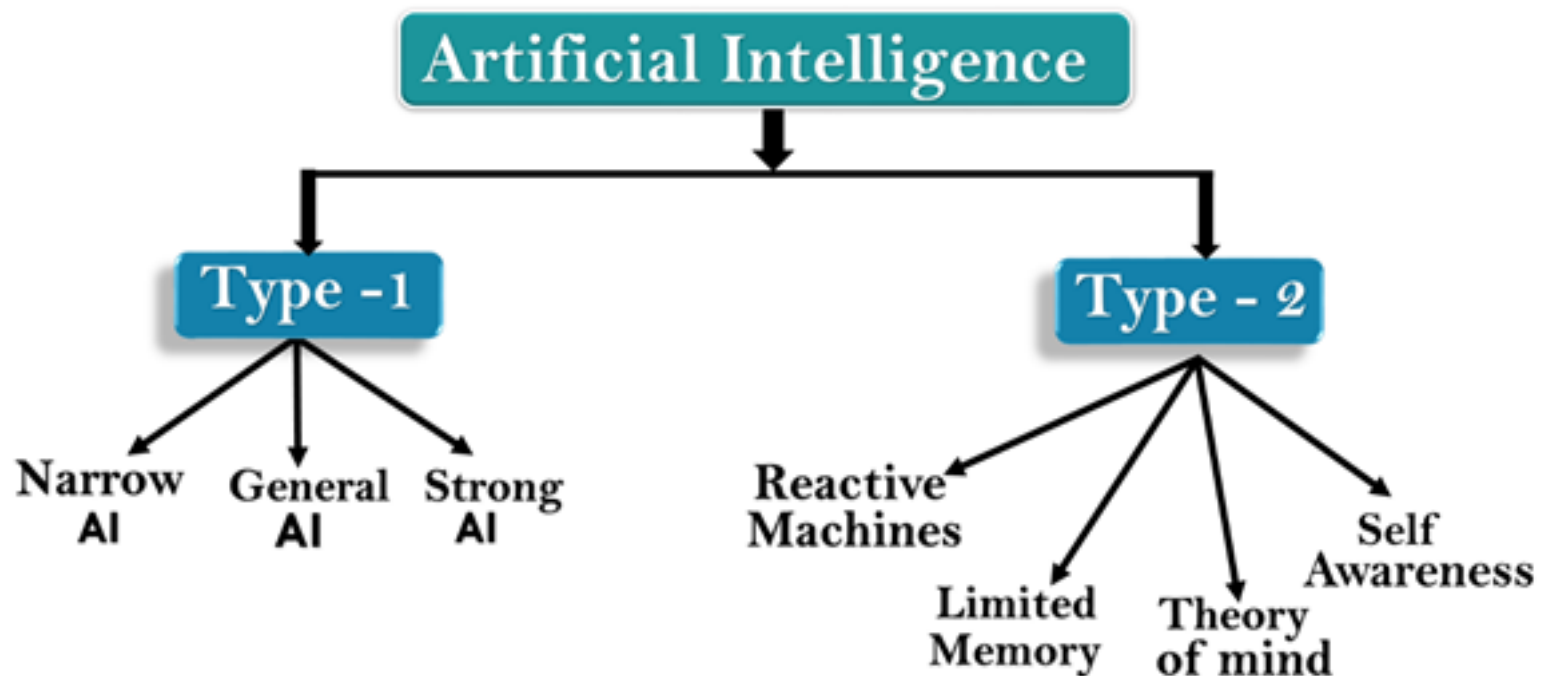 Artificial Intelligence
Type -1
Type - 2
Narrow
AI
General
AI
Strong
AI
Reactive
Machines
Limited
Memory
Theory
of mind
Self
Awareness